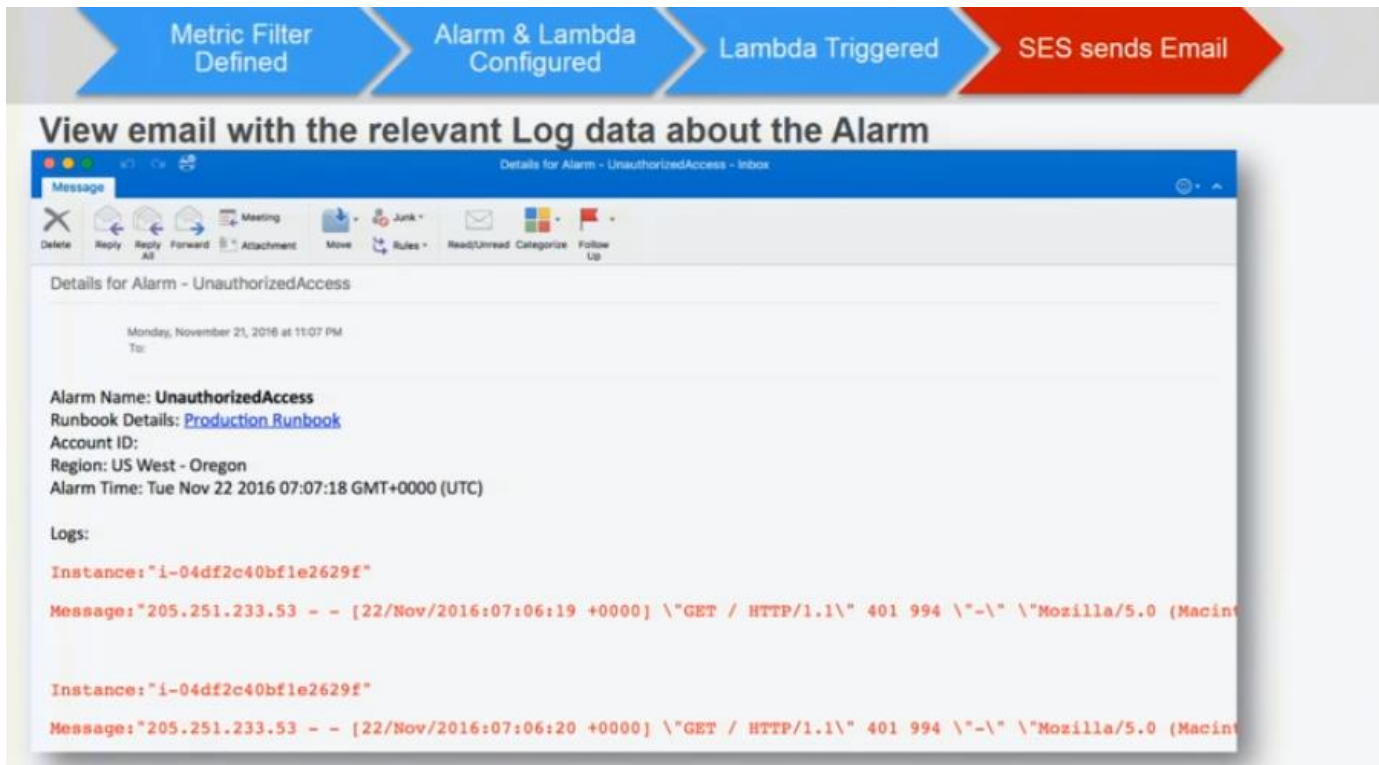 Metric Filter
Defined
Alarm & Lambda
Configured
Lambda Triggered
SES sends Email
View email with the relevant Log data about the Alarm
Details for Alarm - UnauthorizedAccess - Inbox
Message
Delete
Reply
Reply
All
Forward
Meeting
Attachment
Move
Junk
Rules
Read/Unread
Categorize
Follow
Up
Details for Alarm - UnauthorizedAccess
Monday, November 21, 2016 at 11:07 PM
To:
Alarm Name: UnauthorizedAccess
Runbook Details: Production Runbook
Account ID:
Region: US West - Oregon
Alarm Time: Tue Nov 22 2016 07:07:18 GMT+0000 (UTC)
Logs:
Instance:"i-04df2c40bf1e2629f"
Message:"205.251.233.53 - - [22/Nov/2016:07:06:19 +0000] \"GET / HTTP/1.1\" 401 994 \"-\" \"Mozilla/5.0 (Macint
Instance:"i-04df2c40bf1e2629f"
Message:"205.251.233.53 - - [22/Nov/2016:07:06:20 +0000] \"GET / HTTP/1.1\" 401 994 \"-\" \"Mozilla/5.0 (Macint